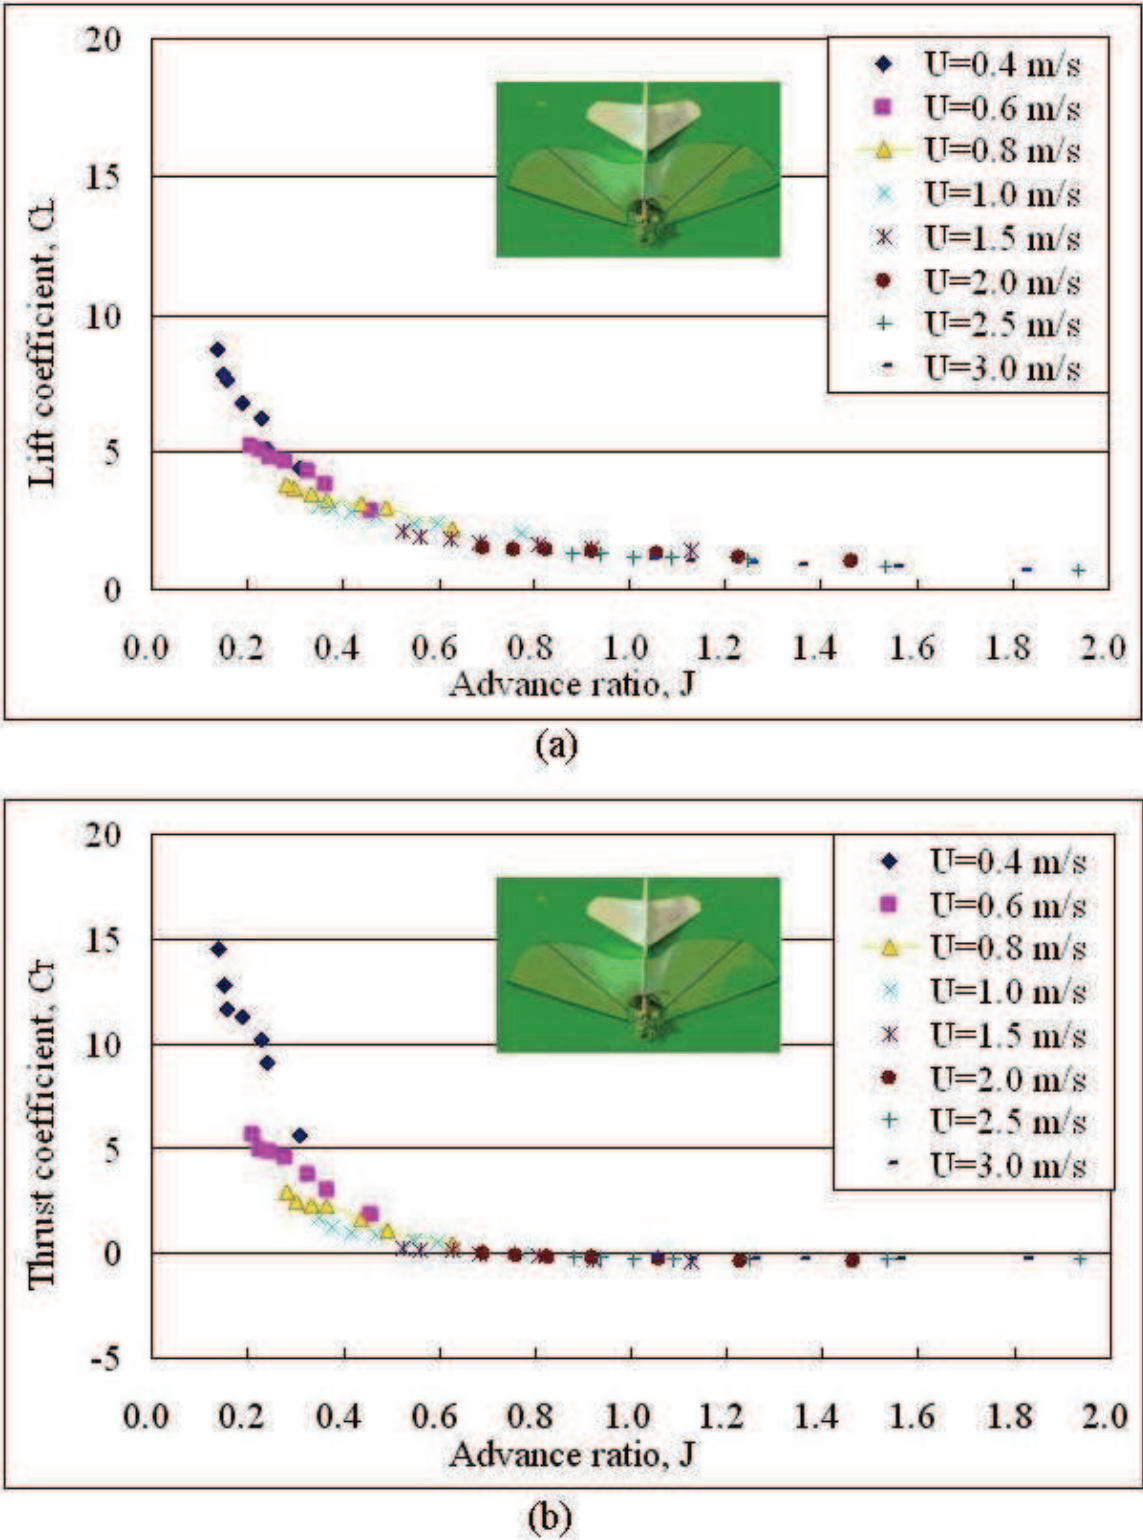 20
15
10
5
0
Lift coefficient, CL
U=0.4 m/s
U=0.6 m/s
U=0.8 m/s
U=1.0 m/s
U=1.5 m/s
U=2.0 m/s
U=2.5 m/s
U=3.0 m/s
0.0 0.2 0.4 0.6 0.8 1.0 1.2 1.4 1.6 1.8 2.0
Advance ratio, J
(a)
20
15
10
5
0
-5
Thrust coefficient, CT
U=0.4 m/s
U=0.6 m/s
U=0.8 m/s
U=1.0 m/s
U=1.5 m/s
U=2.0 m/s
U=2.5 m/s
U=3.0 m/s
0.0 0.2 0.4 0.6 0.8 1.0 1.2 1.4 1.6 1.8 2.0
Advance ratio, J
(b)